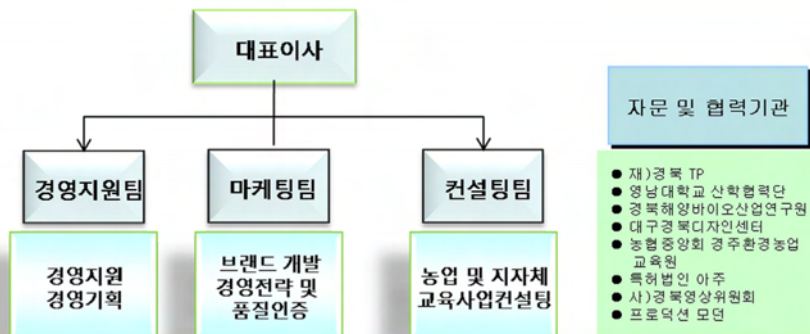 대표이사
경영지원팀
마케팅팀
컨설팅팀
경영지원
경영기획
브랜드 개발
경영전략 및
품질인증
농업 및 지자체
교육사업컨설팅
자문 및 협력기관
● 재)경북 TP
● 영남대학교 산학협력단
● 경북해양바이오산업연구원
● 대구경북디자인센터
● 농협중앙회 경주환경농업
교육원
● 특허법인 아주
● 사)경북영상위원회
● 프로덕션 모던